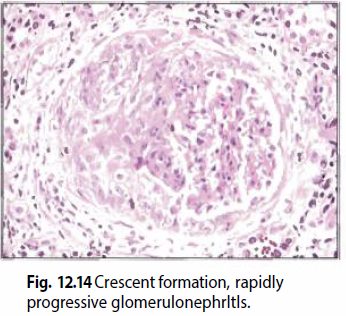 Fig. 12.14 Crescent formation, rapidly
progressive glomerulonephrltls.